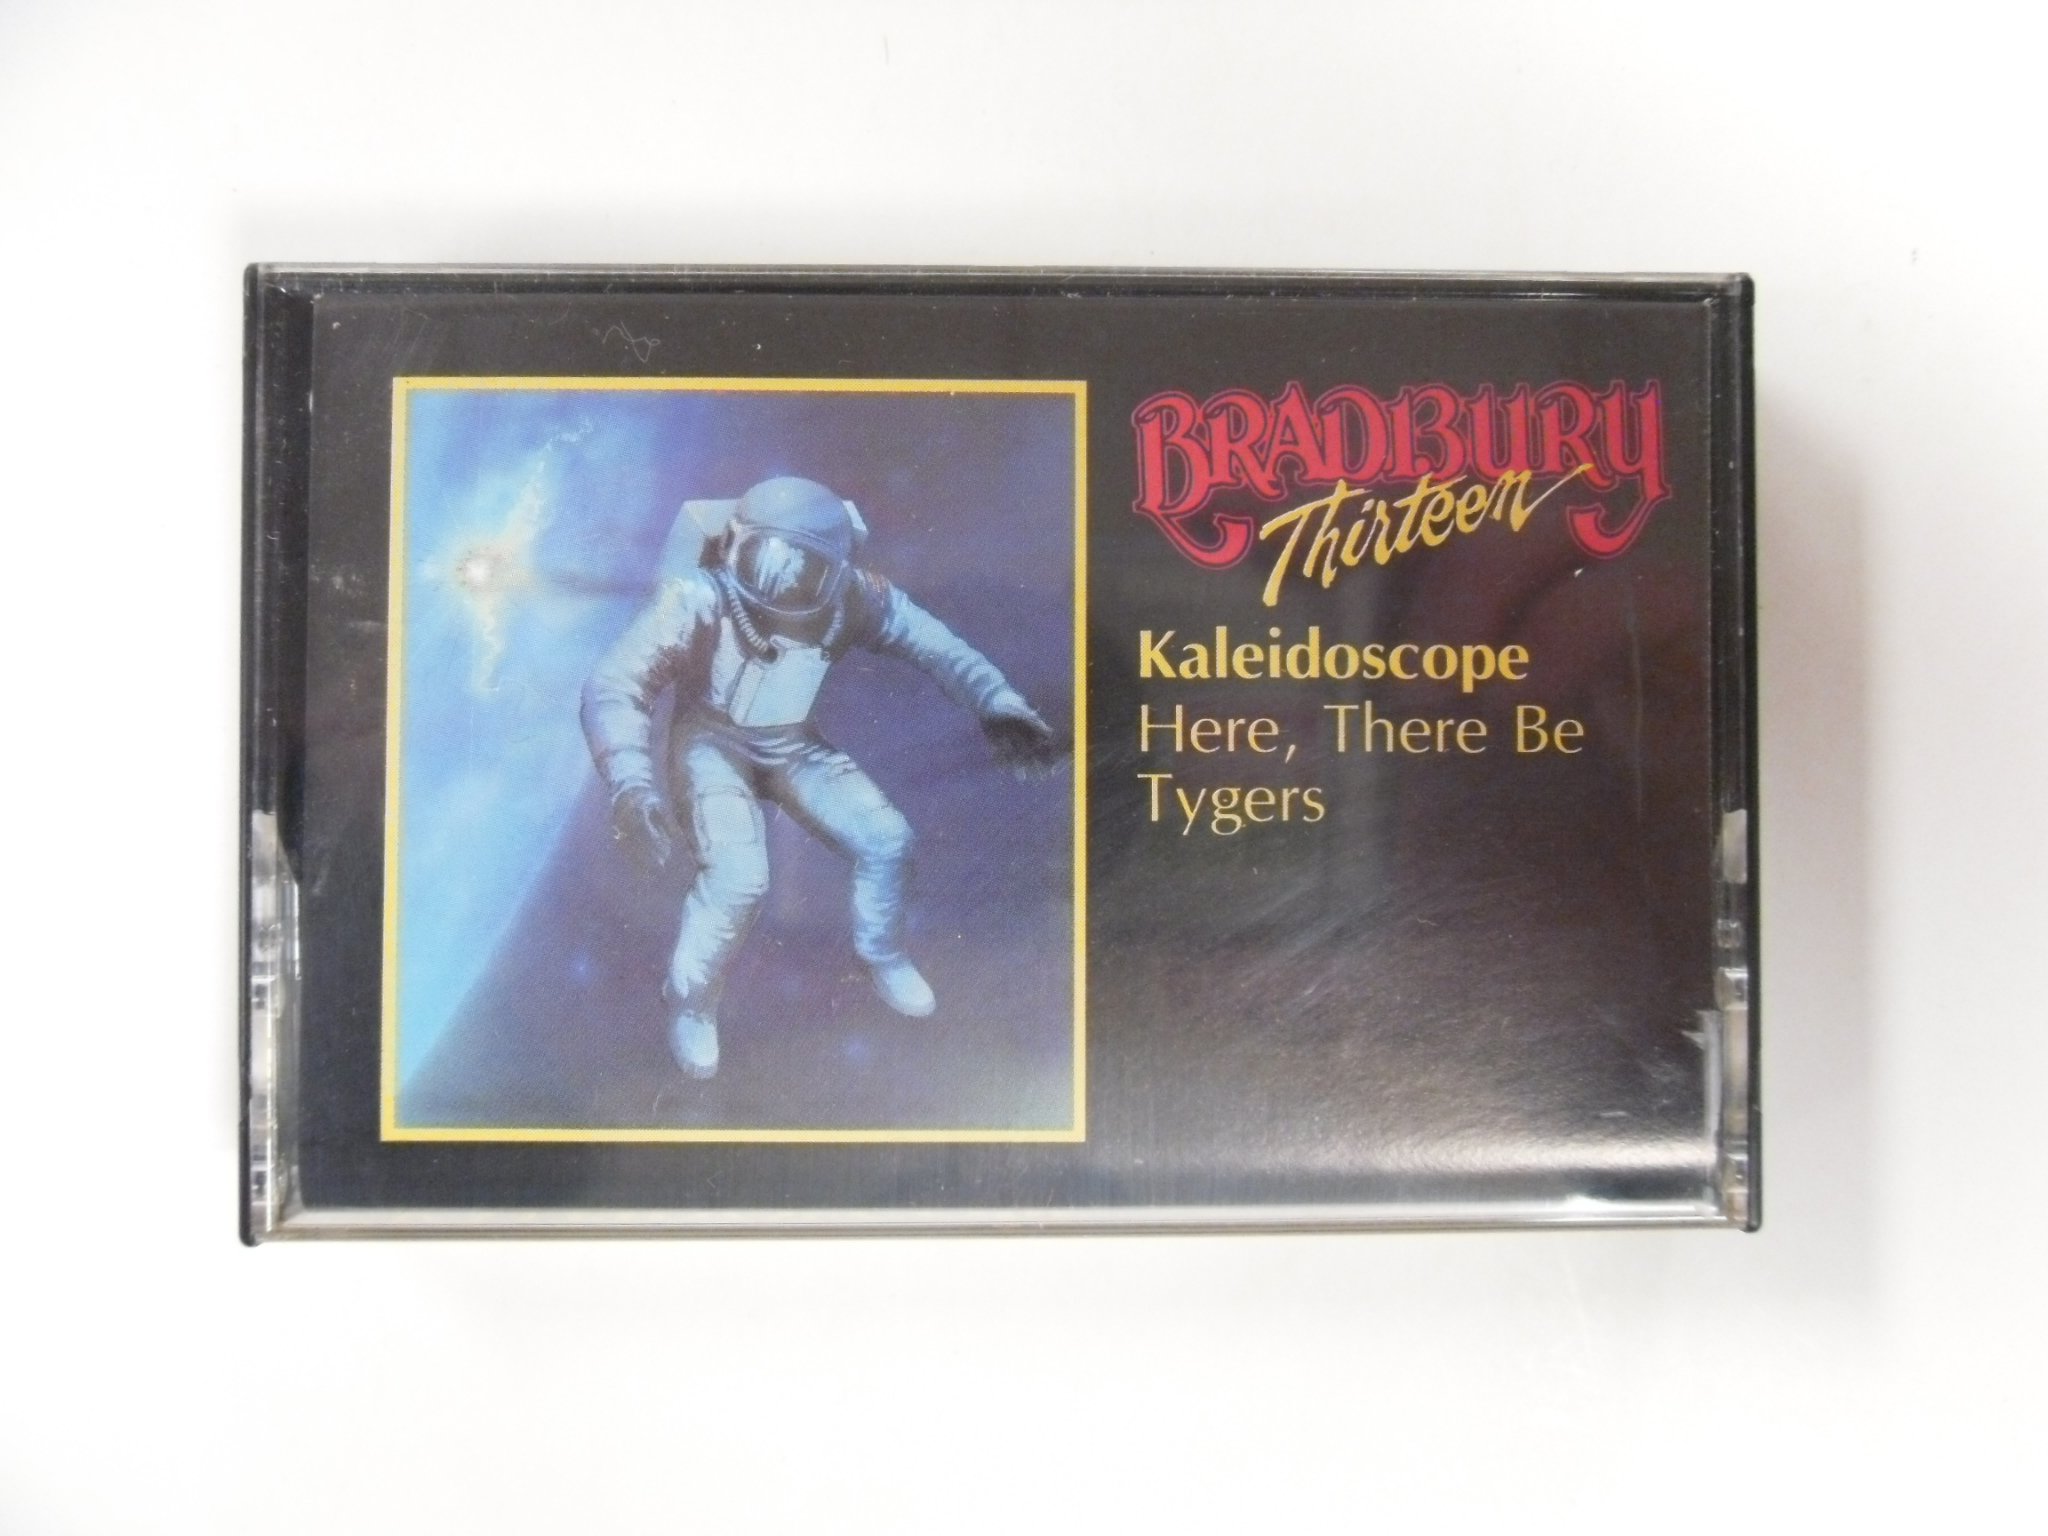 BRADBURY
Thirteen
Kaleidoscope
Here, There Be
Tygers